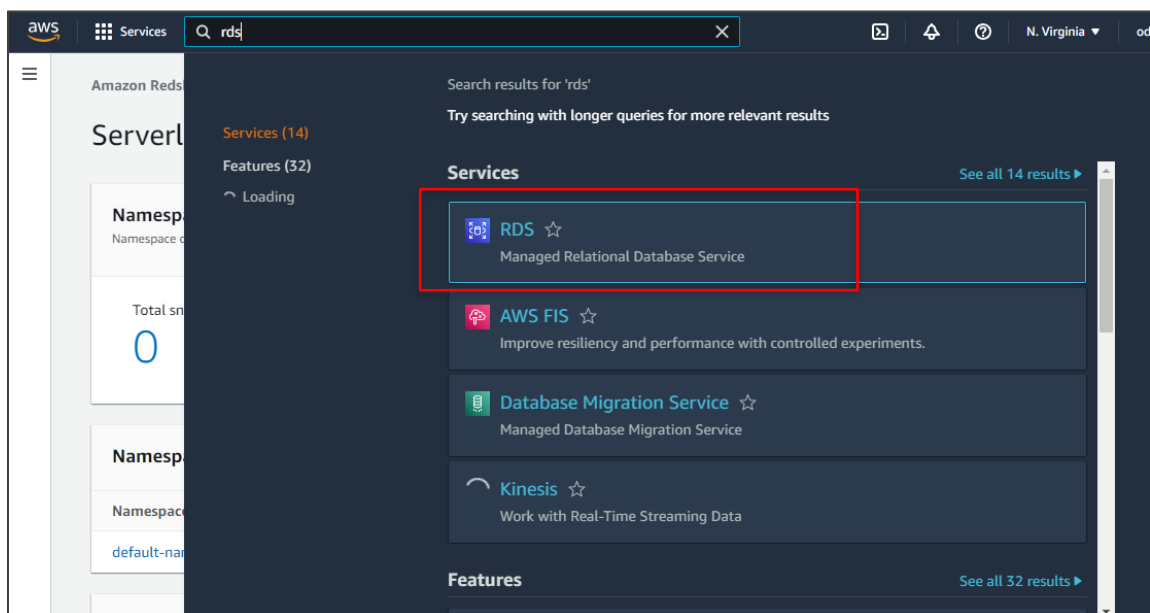 aws
Services
rds
N. Virginia
od
Amazon Reds
Serverl
Namespa
Namespace c
Total sn
0
Namespa
Namespac
default-nar
Services (14)
Features (32)
Loading
Search results for 'rds'
Try searching with longer queries for more relevant results
Services
See all 14 results
RDS
Managed Relational Database Service
AWS FIS
Improve resiliency and performance with controlled experiments.
Database Migration Service
Managed Database Migration Service
Kinesis
Work with Real-Time Streaming Data
Features
See all 32 results